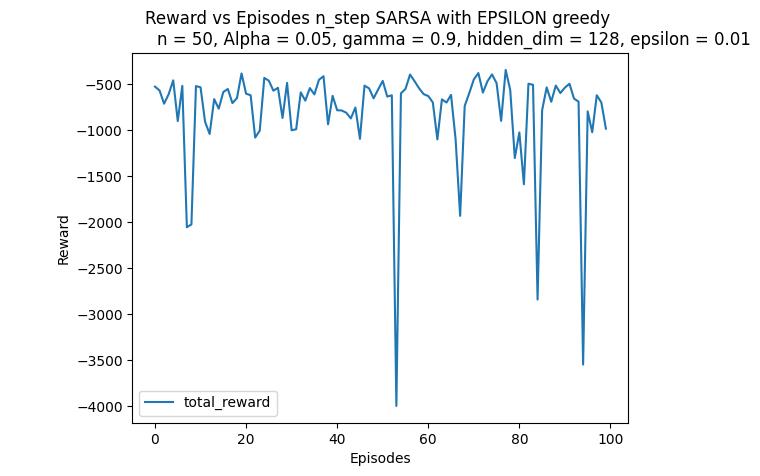 Reward vs Episodes n_step SARSA with EPSILON greedy
n = 50, Alpha = 0.05, gamma = 0.9, hidden_dim = 128, epsilon = 0.01
−500
−1000
−1500
−2000
−2500
−3000
−3500
−4000
Reward
total_reward
0 20 40 60 80 100
Episodes